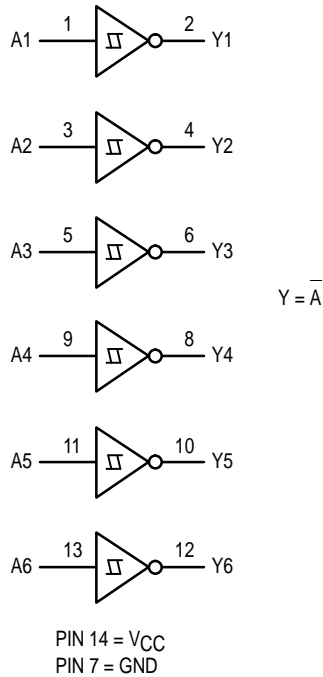 A1 1 2 Y1
A2 3 4 Y2
A3 5 6 Y3
Y = A̅
A4 9 8 Y4
A5 11 10 Y5
A6 13 12 Y6
PIN 14 = VCC
PIN 7 = GND